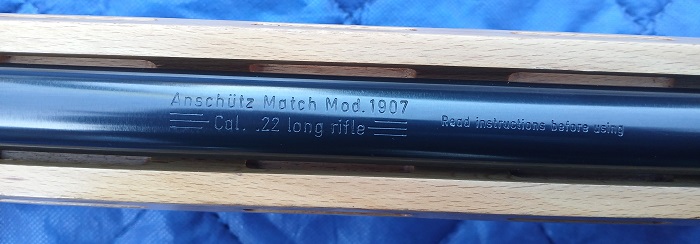 Anschütz Match Mod. 1907
Cal. .22 long rifle
Read instructions before using